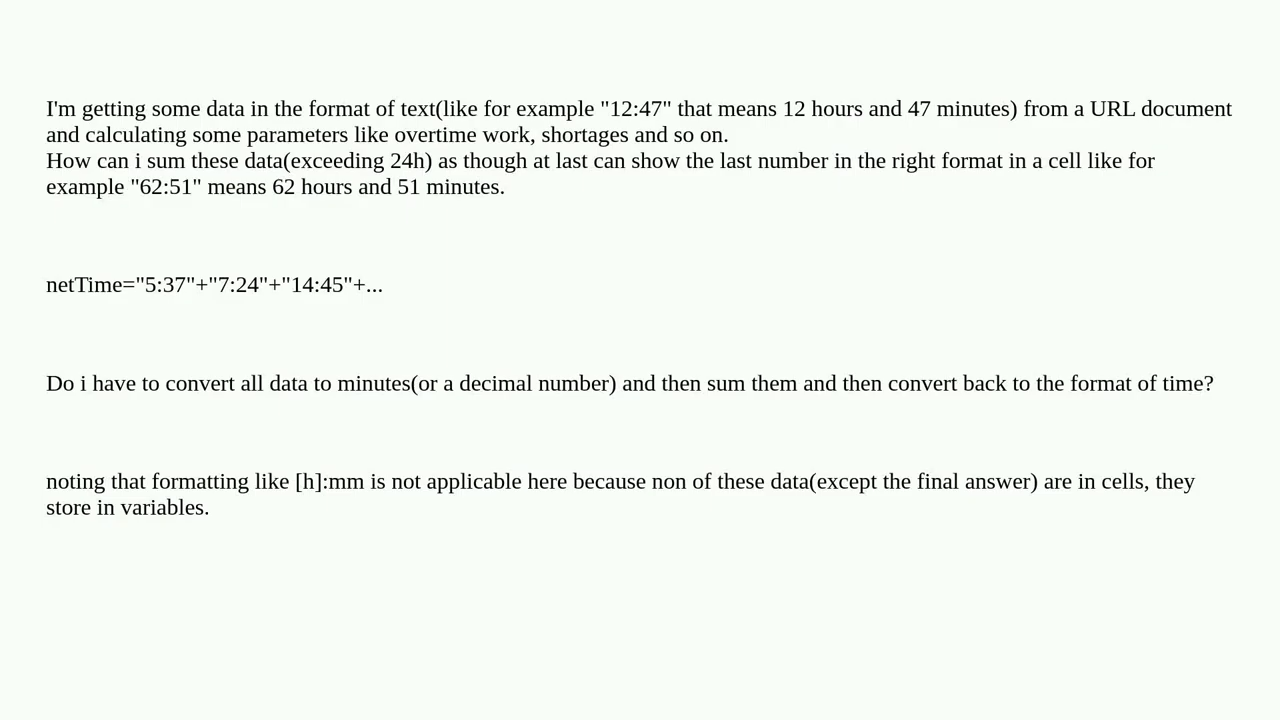 I'm getting some data in the format of text(like for example "12:47" that means 12 hours and 47 minutes) from a URL document
and calculating some parameters like overtime work, shortages and so on.
How can i sum these data(exceeding 24h) as though at last can show the last number in the right format in a cell like for
example "62:51" means 62 hours and 51 minutes.
netTime="5:37"+"7:24"+"14:45"+...
Do i have to convert all data to minutes(or a decimal number) and then sum them and then convert back to the format of time?
noting that formatting like [h]:mm is not applicable here because non of these data(except the final answer) are in cells, they
store in variables.